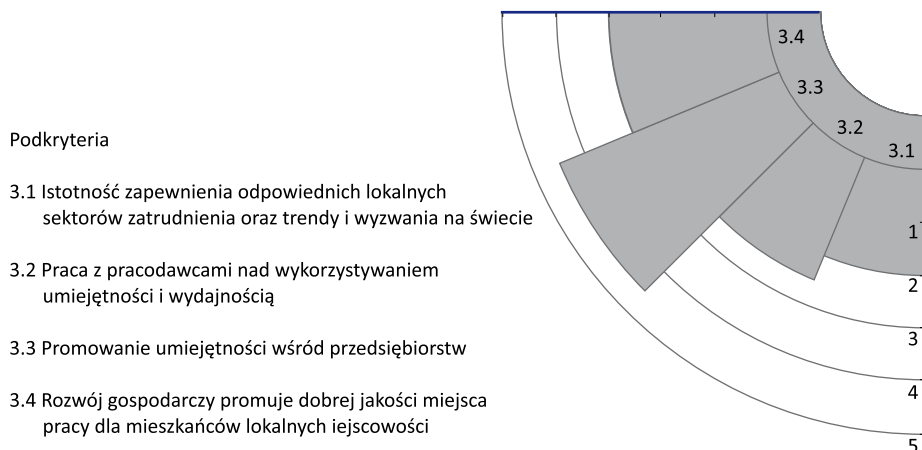 Podkryteria
3.1 Istotność zapewnienia odpowiednich lokalnych
sektorów zatrudnienia oraz trendy i wyzwania na świecie
3.2 Praca z pracodawcami nad wykorzystywaniem
umiejętności i wydajnością
3.3 Promowanie umiejętności wśród przedsiębiorstw
3.4 Rozwój gospodarczy promuje dobrej jakości miejsca
pracy dla mieszkańców lokalnych iejscowości
3.4
3.3
3.2
3.1
1
2
3
4
5